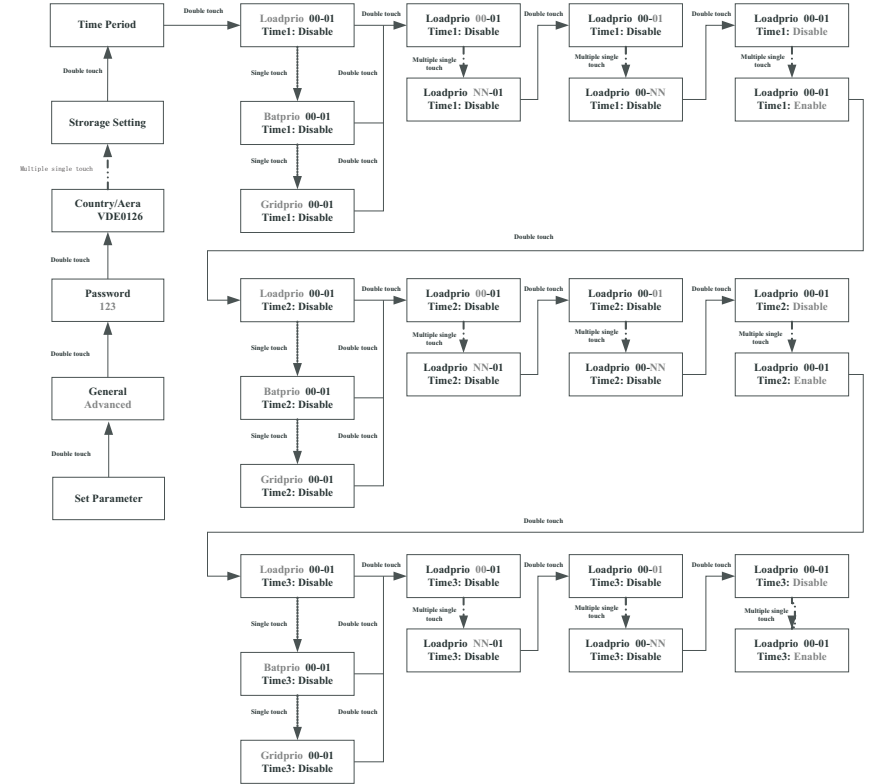 Time Period
Double touch
Loadprio 00-01
Time1: Disable
Double touch
Loadprio 00-01
Time1: Disable
Double touch
Loadprio 00-01
Time1: Disable
Double touch
Loadprio 00-01
Time1: Disable
Double touch
Single touch
Double touch
Multiple single
touch
Multiple single
touch
Multiple single
touch
Loadprio NN-01
Time1: Disable
Loadprio 00-NN
Time1: Disable
Loadprio 00-01
Time1: Enable
Strorage Setting
Batprio 00-01
Time1: Disable
Single touch
Double touch
Multiple single touch
Country/Aera
VDE0126
Gridprio 00-01
Time1: Disable
Double touch
Double touch
Password
123
Loadprio 00-01
Time2: Disable
Double touch
Loadprio 00-01
Time2: Disable
Double touch
Loadprio 00-01
Time2: Disable
Double touch
Loadprio 00-01
Time2: Disable
Double touch
Single touch
Double touch
Multiple single
touch
Multiple single
touch
Multiple single
touch
Loadprio NN-01
Time2: Disable
Loadprio 00-NN
Time2: Disable
Loadprio 00-01
Time2: Enable
General
Advanced
Batprio 00-01
Time2: Disable
Double touch
Single touch
Double touch
Set Parameter
Gridprio 00-01
Time2: Disable
Double touch
Loadprio 00-01
Time3: Disable
Double touch
Loadprio 00-01
Time3: Disable
Double touch
Loadprio 00-01
Time3: Disable
Double touch
Loadprio 00-01
Time3: Disable
Single touch
Double touch
Multiple single
touch
Multiple single
touch
Multiple single
touch
Loadprio NN-01
Time3: Disable
Loadprio 00-NN
Time3: Disable
Loadprio 00-01
Time3: Enable
Batprio 00-01
Time3: Disable
Single touch
Double touch
Gridprio 00-01
Time3: Disable